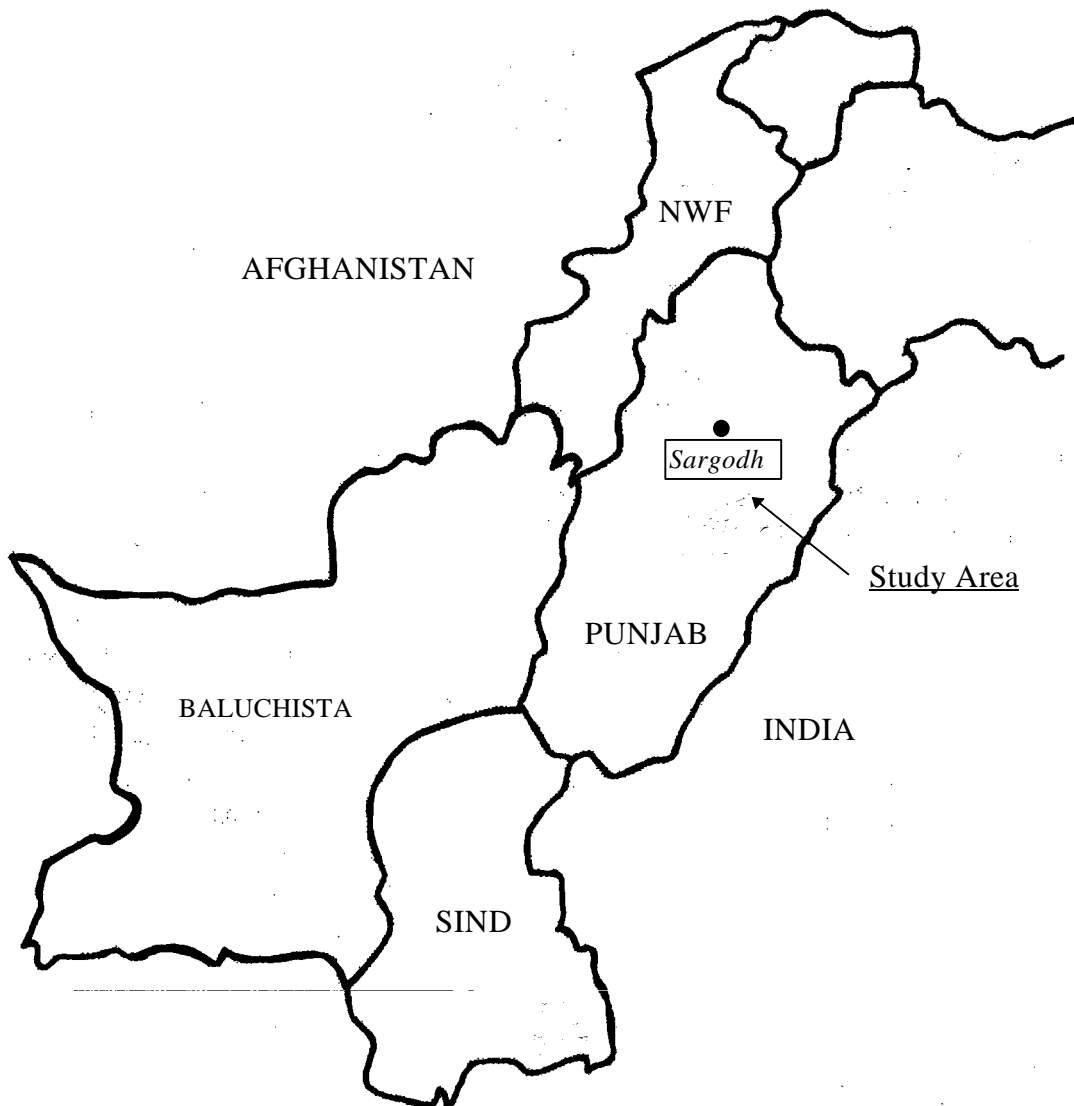 NWF
AFGHANISTAN
Sargodh
Study Area
PUNJAB
BALUCHISTA
INDIA
SIND